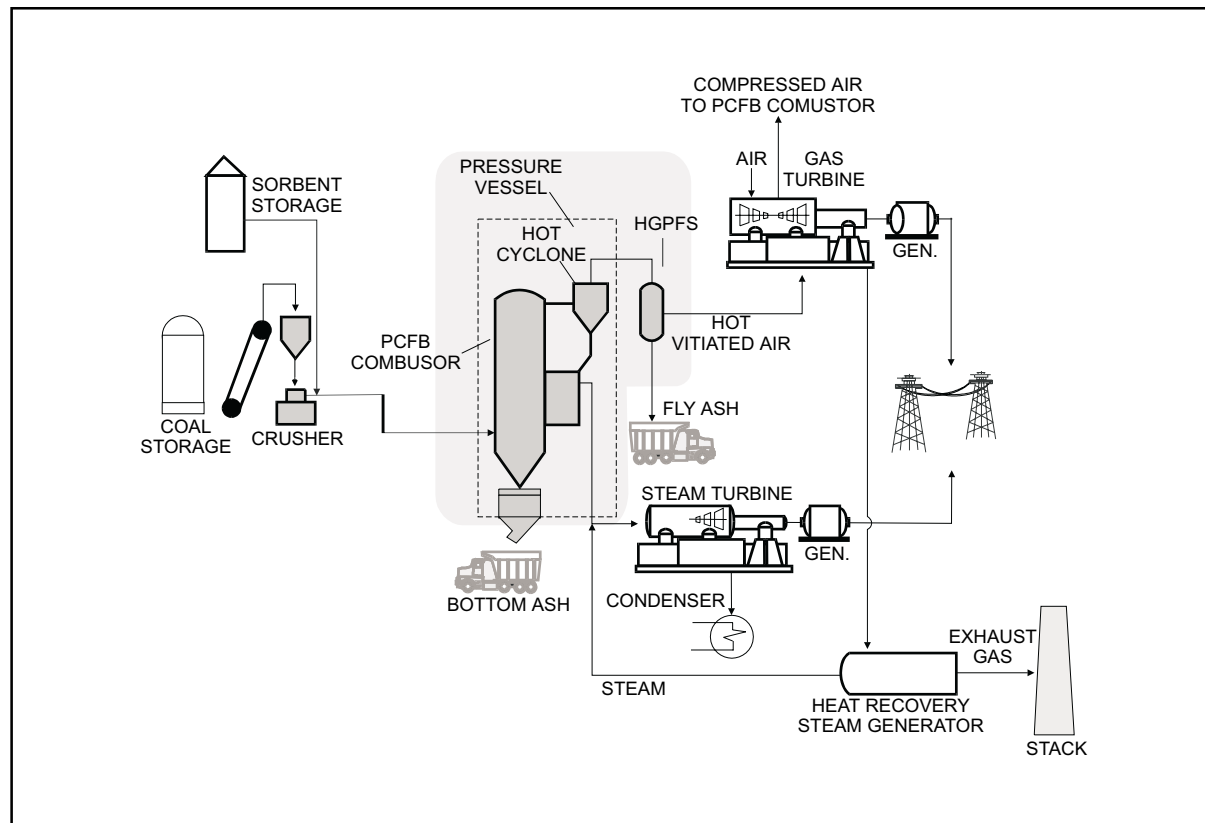 COMPRESSED AIR
TO PCFB COMUSTOR
AIR
GAS
TURBINE
PRESSURE
VESSEL
SORBENT
STORAGE
HGPFS
HOT
CYCLONE
GEN.
HOT
VITIATED AIR
PCFB
COMBUSOR
COAL
STORAGE
CRUSHER
FLY ASH
STEAM TURBINE
GEN.
BOTTOM ASH
CONDENSER
EXHAUST
GAS
STEAM
HEAT RECOVERY
STEAM GENERATOR
STACK